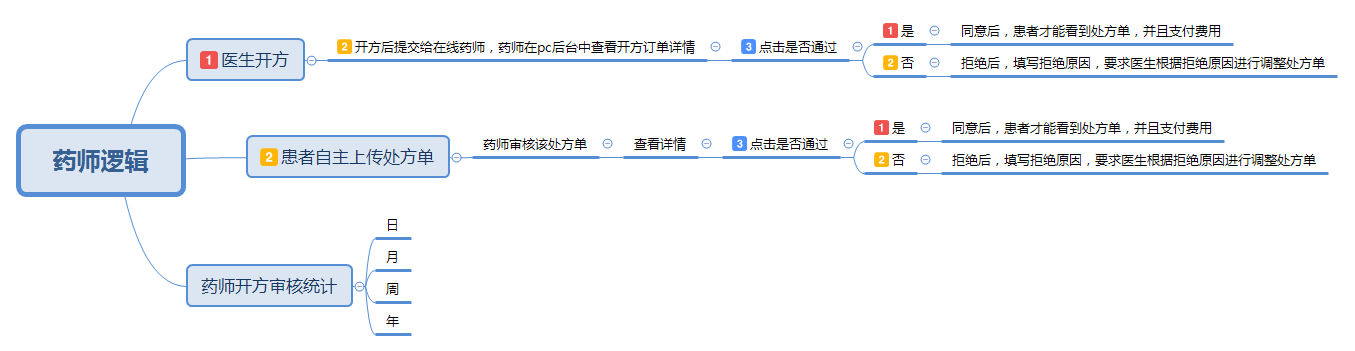 药师逻辑
1 医生开方
2 开方后提交给在线药师，药师在pc后台中查看开方订单详情
3 点击是否通过
1 是
同意后，患者才能看到处方单，并且支付费用
2 否
拒绝后，填写拒绝原因，要求医生根据拒绝原因进行调整处方单
2 患者自主上传处方单
药师审核该处方单
查看详情
3 点击是否通过
1 是
同意后，患者才能看到处方单，并且支付费用
2 否
拒绝后，填写拒绝原因，要求医生根据拒绝原因进行调整处方单
药师开方审核统计
日
月
周
年